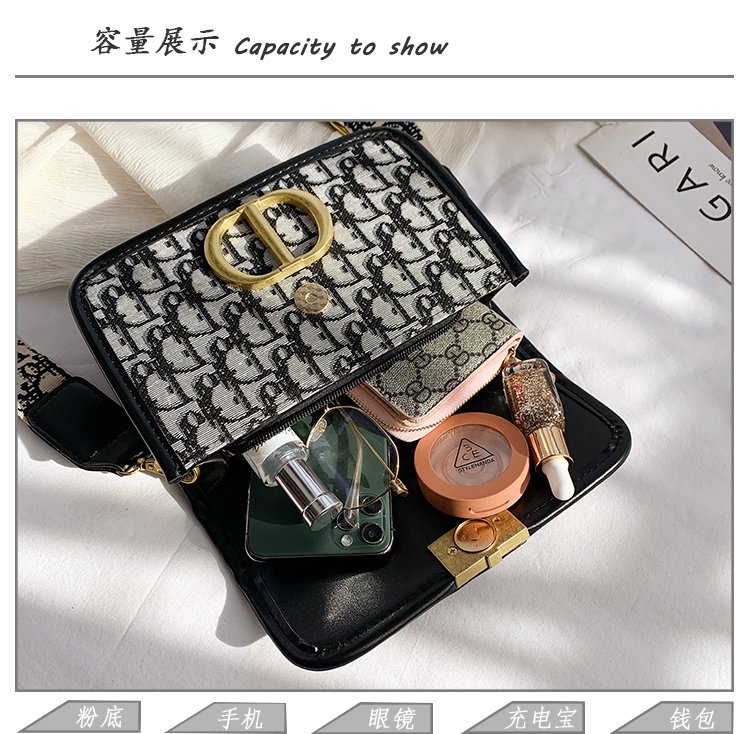 容量展示 Capacity to show
GARI
know
3CE
STYLENANDA
粉底 手机 眼镜 充电宝 钱包